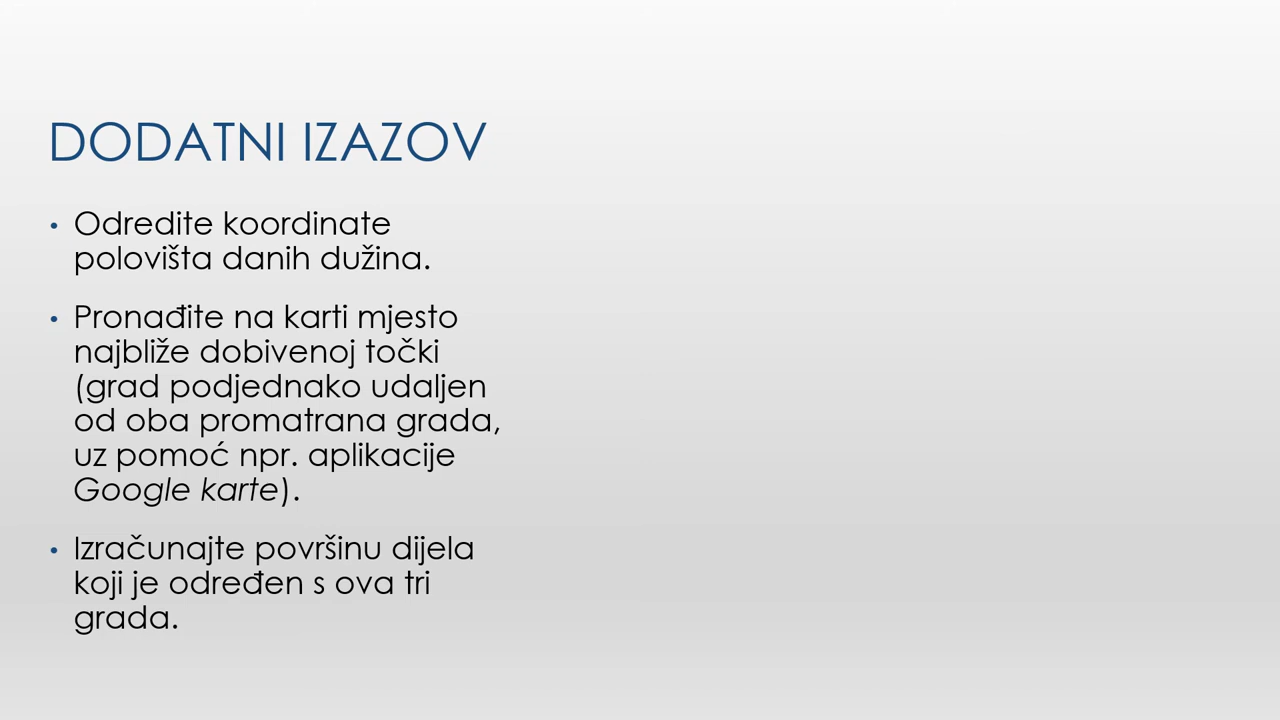 DODATNI IZAZOV
• Odredite koordinate
polovišta danih dužina.
• Pronađite na karti mjesto
najbliže dobivenoj točki
(grad podjednako udaljen
od oba promatrana grada,
uz pomoć npr. aplikacije
Google karte).
• Izračunajte površinu dijela
koji je određen s ova tri
grada.